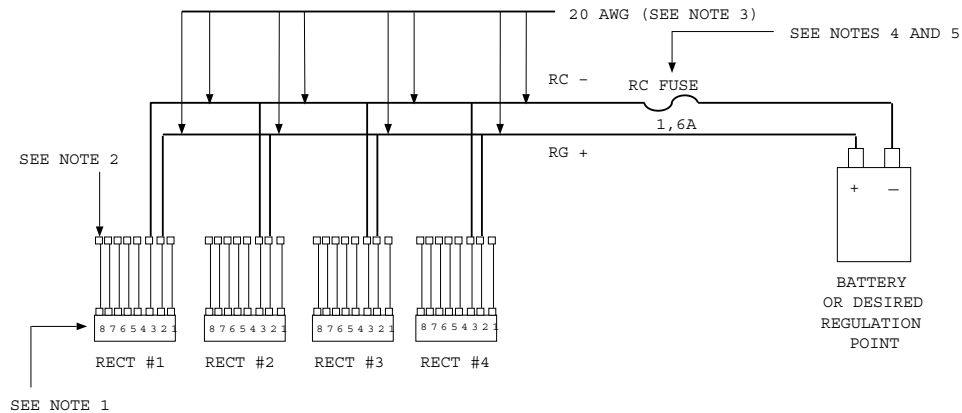 20 AWG (SEE NOTE 3)
SEE NOTES 4 AND 5
RC −
RC FUSE
1,6A
RG +
SEE NOTE 2
+ −
8 7 6 5 4 3 2 1
8 7 6 5 4 3 2 1
8 7 6 5 4 3 2 1
8 7 6 5 4 3 2 1
RECT #1
RECT #2
RECT #3
RECT #4
BATTERY
OR DESIRED
REGULATION
POINT
SEE NOTE 1